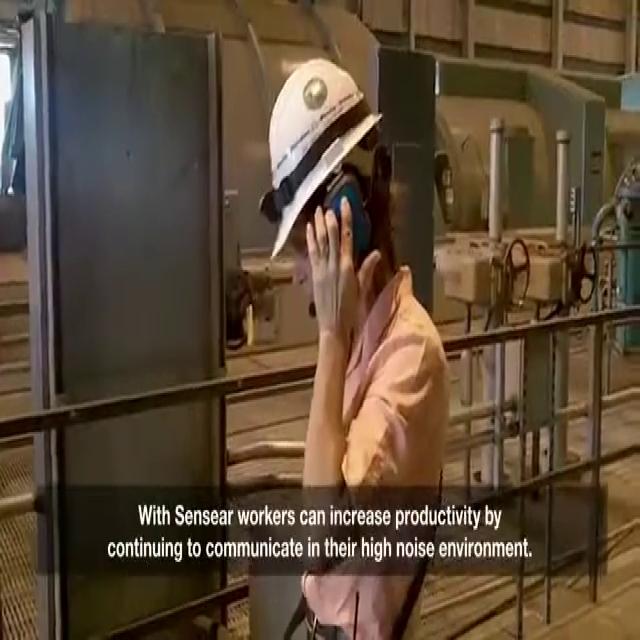 With Sensear workers can increase productivity by
continuing to communicate in their high noise environment.